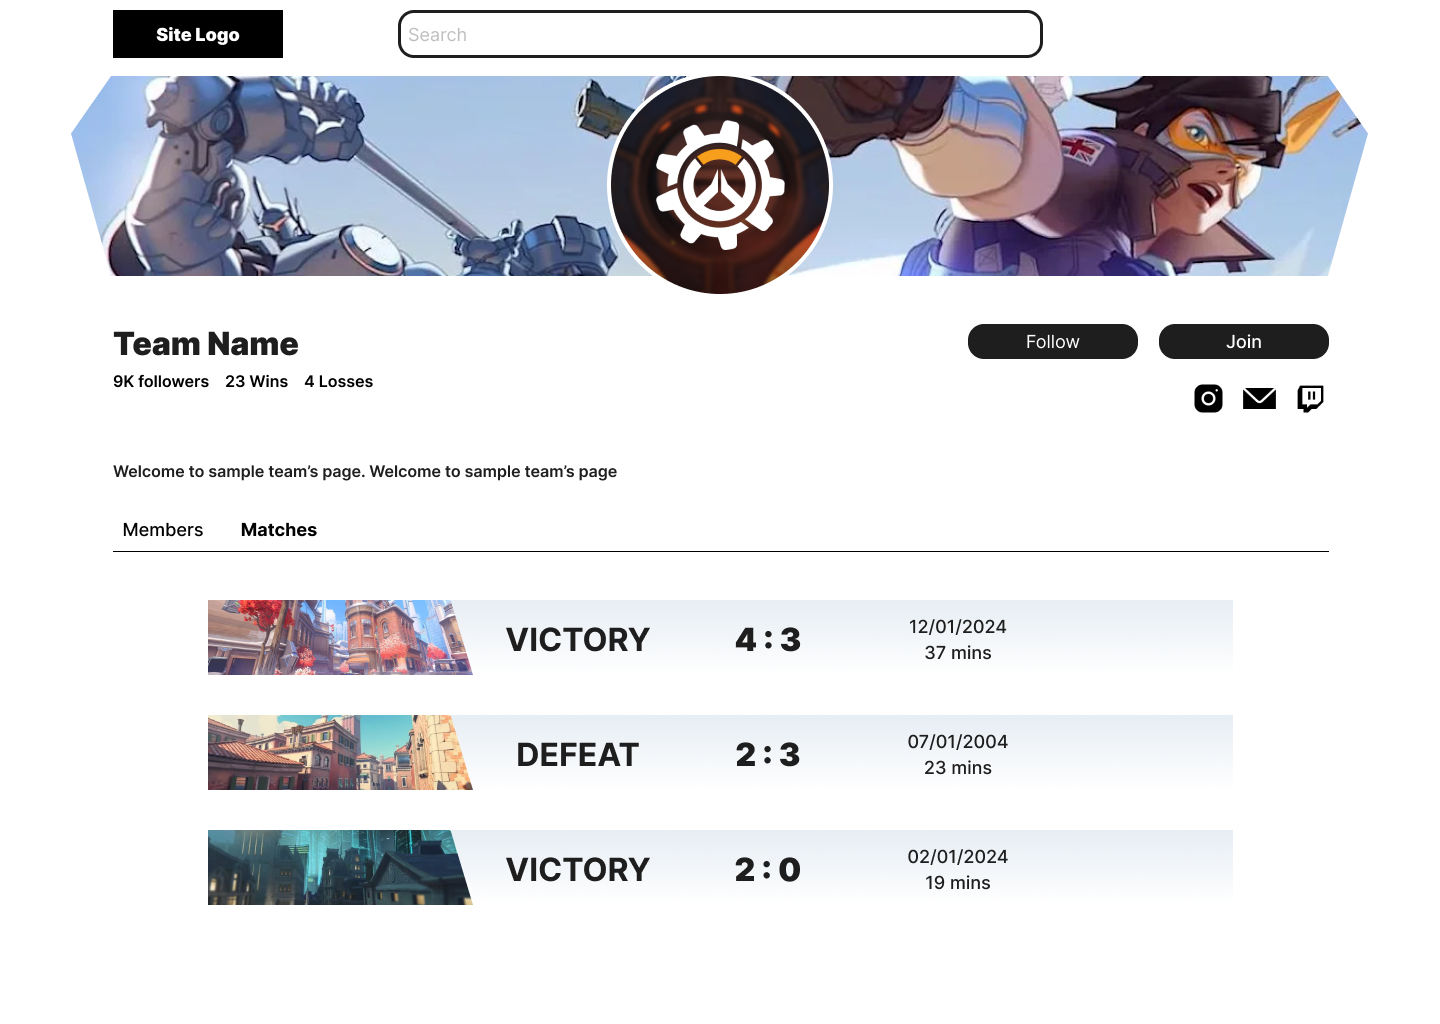 Site Logo
Search
Team Name
Follow
Join
9K followers 23 Wins 4 Losses
Welcome to sample team’s page. Welcome to sample team’s page
Members Matches
VICTORY 4 : 3 12/01/2024
37 mins
DEFEAT 2 : 3 07/01/2004
23 mins
VICTORY 2 : 0 02/01/2024
19 mins